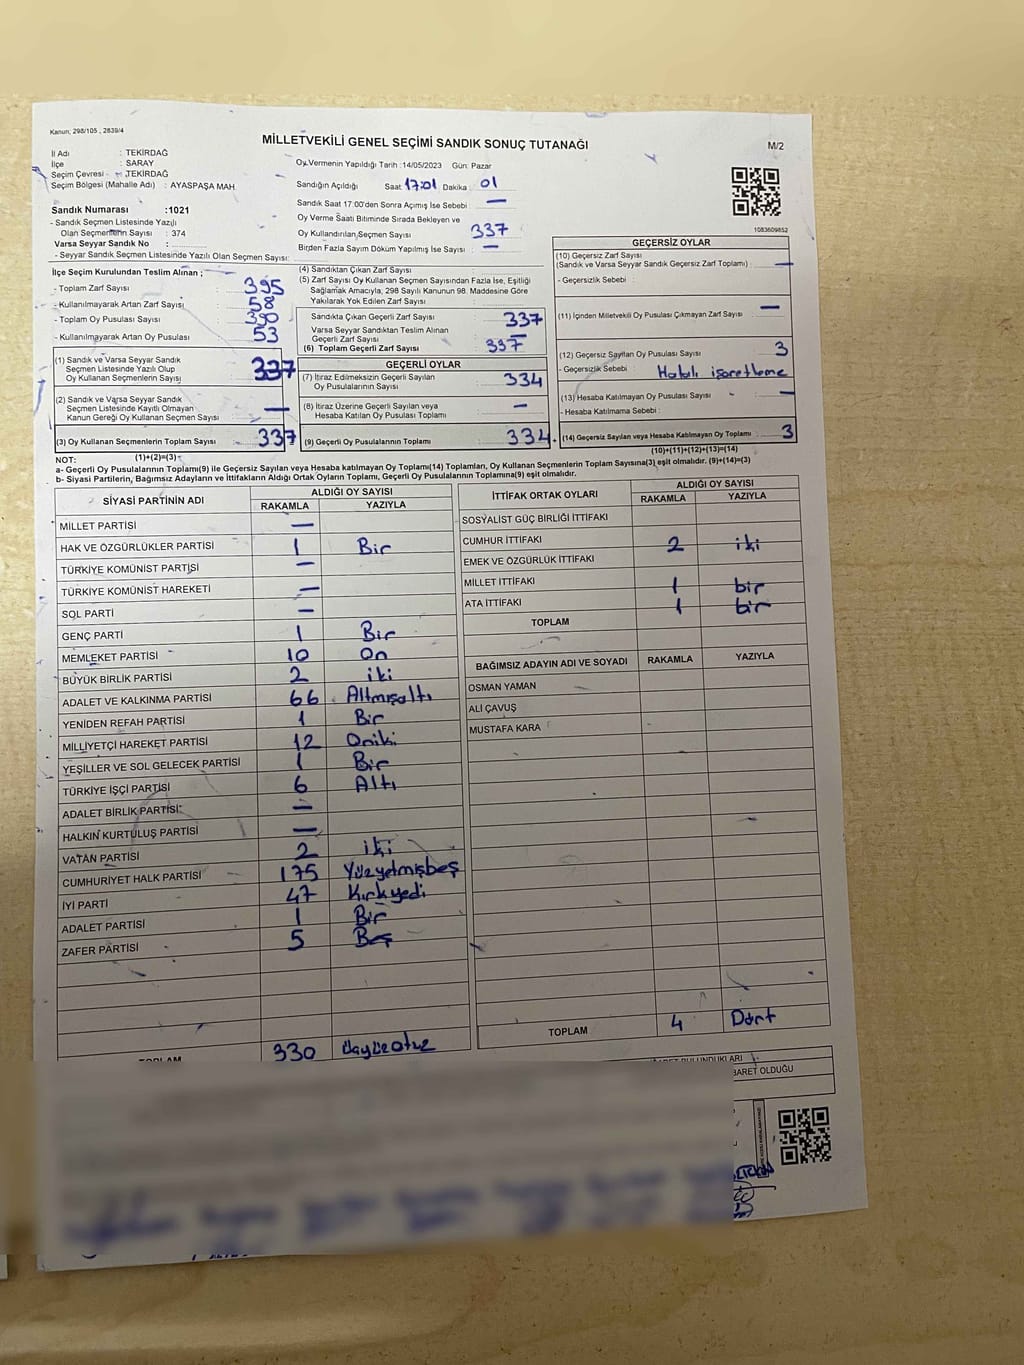 Kanun; 298/105 , 2839/4
MİLLETVEKİLİ GENEL SEÇİMİ SANDIK SONUÇ TUTANAĞI
M/2
İl Adı : TEKİRDAĞ
İlçe : SARAY
Seçim Çevresi : TEKİRDAĞ
Seçim Bölgesi (Mahalle Adı) : AYASPAŞA MAH.
Sandık Numarası :1021
- Sandık Seçmen Listesinde Yazılı
Olan Seçmenlerin Sayısı : 374
Varsa Seyyar Sandık No :
- Seyyar Sandık Seçmen Listesinde Yazılı Olan Seçmen Sayısı:
Oy Vermenin Yapıldığı Tarih :14/05/2023 Gün: Pazar
Sandığın Açıldığı Saat 17:01 Dakika : 01
Sandık Saat 17.00'den Sonra Açımış İse Sebebi : —
Oy Verme Saati Bitiminde Sırada Bekleyen ve
Oy Kullandırılan Seçmen Sayısı : 337
Birden Fazla Sayım Döküm Yapılmış İse Sayısı : —
1083609852
İlçe Seçim Kurulundan Teslim Alınan ;
- Toplam Zarf Sayısı : 395
- Kullanılmayarak Artan Zarf Sayısı : 58
- Toplam Oy Pusulası Sayısı : 390
- Kullanılmayarak Artan Oy Pusulası : 53
(1) Sandık ve Varsa Seyyar Sandık
Seçmen Listesinde Yazılı Olup
Oy Kullanan Seçmenlerin Sayısı : 337
(2) Sandık ve Varsa Seyyar Sandık
Seçmen Listesinde Kayıtlı Olmayan
Kanun Gereği Oy Kullanan Seçmen Sayısı : —
(3) Oy Kullanan Seçmenlerin Toplam Sayısı : 337
(1)+(2)=(3)
(4) Sandıktan Çıkan Zarf Sayısı :
(5) Zarf Sayısı Oy Kullanan Seçmen Sayısından Fazla İse, Eşitliği
Sağlamak Amacıyla, 298 Sayılı Kanunun 98. Maddesine Göre
Yakılarak Yok Edilen Zarf Sayısı :
Sandıkta Çıkan Geçerli Zarf Sayısı : 337
Varsa Seyyar Sandıktan Teslim Alınan
Geçerli Zarf Sayısı : —
(6) Toplam Geçerli Zarf Sayısı : 337
GEÇERLİ OYLAR
(7) İtiraz Edilmeksizin Geçerli Sayılan
Oy Pusulalarının Sayısı : 334
(8) İtiraz Üzerine Geçerli Sayılan veya
Hesaba Katılan Oy Pusulası Toplamı : —
(9) Geçerli Oy Pusulalarının Toplamı : 334
GEÇERSİZ OYLAR
(10) Geçersiz Zarf Sayısı
(Sandık ve Varsa Seyyar Sandık Geçersiz Zarf Toplamı) : —
- Geçersizlik Sebebi :
(11) İçinden Milletvekili Oy Pusulası Çıkmayan Zarf Sayısı : —
(12) Geçersiz Sayılan Oy Pusulası Sayısı : 3
- Geçersizlik Sebebi : Hatalı işaretleme
(13) Hesaba Katılmayan Oy Pusulası Sayısı : —
- Hesaba Katılmama Sebebi :
(14) Geçersiz Sayılan veya Hesaba Katılmayan Oy Toplamı : 3
(10)+(11)+(12)+(13)=(14)
NOT:
a- Geçerli Oy Pusulalarının Toplamı(9) ile Geçersiz Sayılan veya Hesaba katılmayan Oy Toplamı(14) Toplamları, Oy Kullanan Seçmenlerin Toplam Sayısına(3) eşit olmalıdır. (9)+(14)=(3)
b- Siyasi Partilerin, Bağımsız Adayların ve İttifakların Aldığı Ortak Oyların Toplamı, Geçerli Oy Pusulalarının Toplamına(9) eşit olmalıdır.
SİYASİ PARTİNİN ADI ALDIĞI OY SAYISI
RAKAMLA YAZIYLA
MİLLET PARTİSİ —
HAK VE ÖZGÜRLÜKLER PARTİSİ 1 Bir
TÜRKİYE KOMÜNİST PARTİSİ —
TÜRKİYE KOMÜNİST HAREKETİ —
SOL PARTİ —
GENÇ PARTİ 1 Bir
MEMLEKET PARTİSİ 10 On
BÜYÜK BİRLİK PARTİSİ 2 iki
ADALET VE KALKINMA PARTİSİ 66 Altmışaltı
YENİDEN REFAH PARTİSİ 1 Bir
MİLLİYETÇİ HAREKET PARTİSİ 12 Oniki
YEŞİLLER VE SOL GELECEK PARTİSİ 1 Bir
TÜRKİYE İŞÇİ PARTİSİ 6 Altı
ADALET BİRLİK PARTİSİ —
HALKIN KURTULUŞ PARTİSİ —
VATAN PARTİSİ 2 iki
CUMHURİYET HALK PARTİSİ 175 Yüzyetmişbeş
İYİ PARTİ 47 Kırkyedi
ADALET PARTİSİ 1 Bir
ZAFER PARTİSİ 5 Beş
TOPLAM 330 üçyüzotuz
İTTİFAK ORTAK OYLARI ALDIĞI OY SAYISI
RAKAMLA YAZIYLA
SOSYALİST GÜÇ BİRLİĞİ İTTİFAKI
CUMHUR İTTİFAKI 2 iki
EMEK VE ÖZGÜRLÜK İTTİFAKI
MİLLET İTTİFAKI 1 bir
ATA İTTİFAKI 1 bir
TOPLAM
BAĞIMSIZ ADAYIN ADI VE SOYADI RAKAMLA YAZIYLA
OSMAN YAMAN
ALİ ÇAVUŞ
MUSTAFA KARA
TOPLAM 4 Dört
BARET OLDUĞU